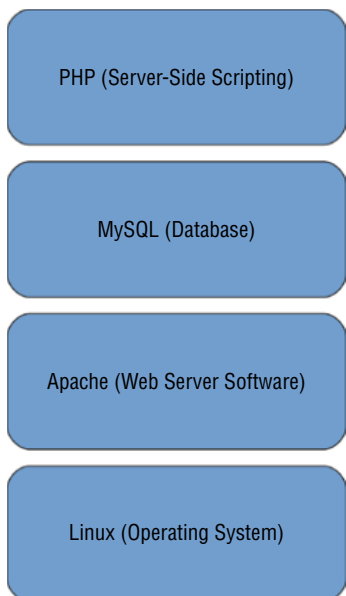 PHP (Server-Side Scripting)
MySQL (Database)
Apache (Web Server Software)
Linux (Operating System)